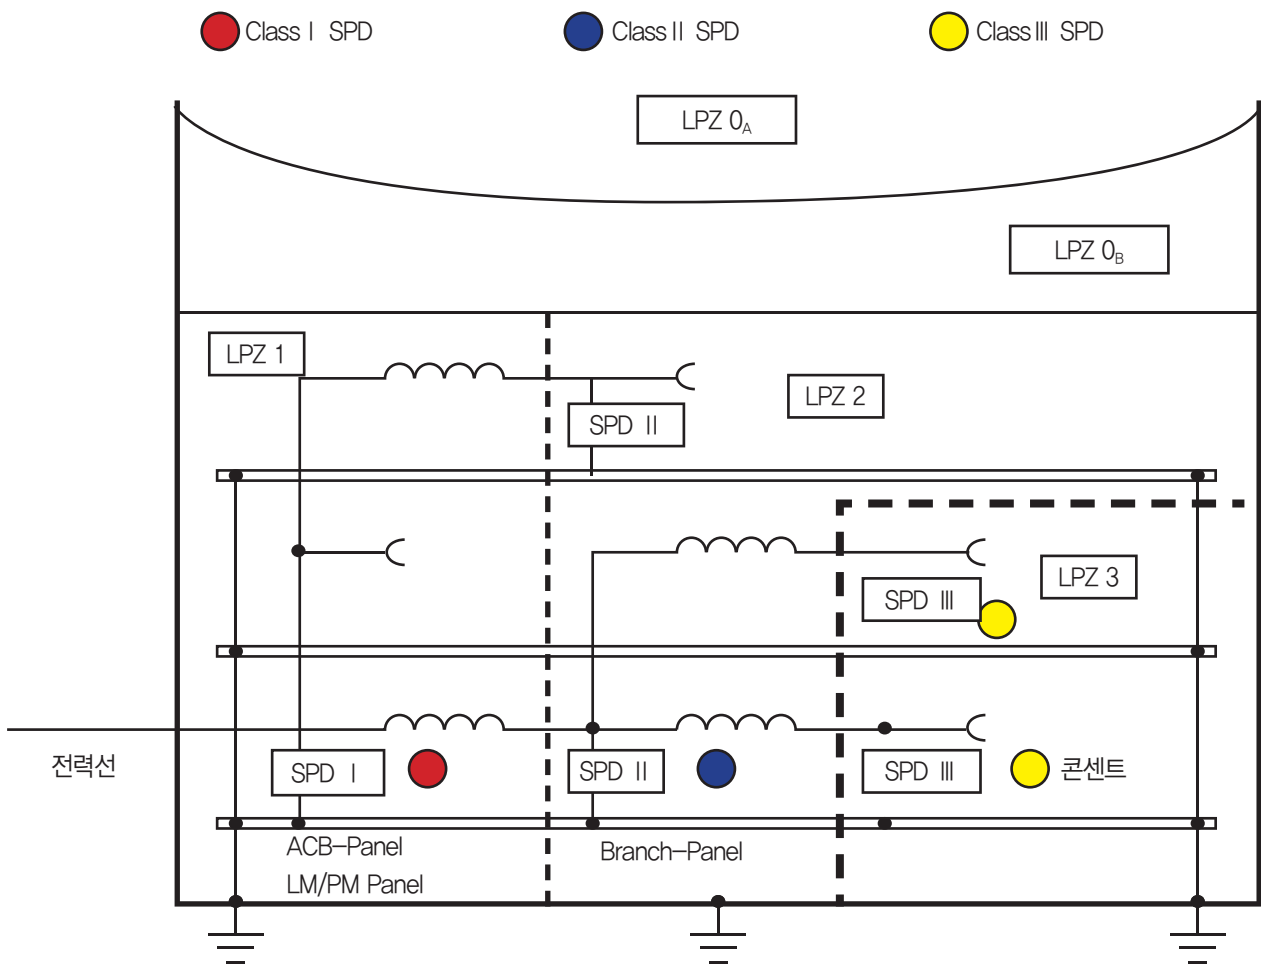 Class Ⅰ SPD
Class Ⅱ SPD
Class Ⅲ SPD
LPZ 0A
LPZ 0B
LPZ 1
LPZ 2
SPD Ⅱ
LPZ 3
SPD Ⅲ
전력선
SPD Ⅰ
SPD Ⅱ
SPD Ⅲ
콘센트
ACB-Panel
LM/PM Panel
Branch-Panel